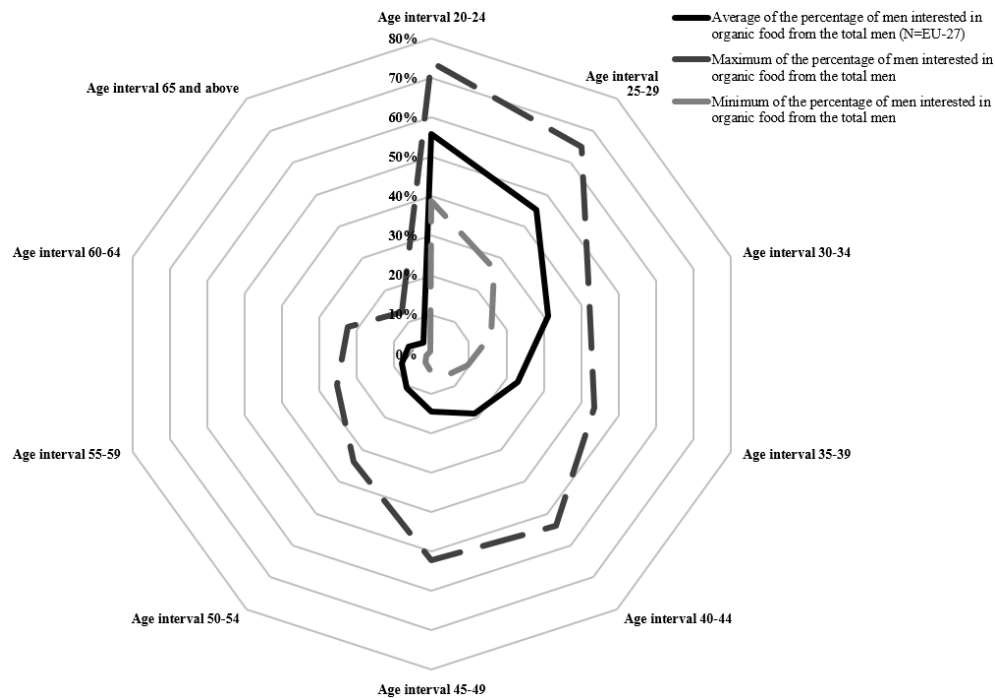 Age interval 20-24
Average of the percentage of men interested in
organic food from the total men (N=EU-27)
Maximum of the percentage of men interested in
organic food from the total men
Minimum of the percentage of men interested in
organic food from the total men
80%
70%
60%
50%
40%
30%
20%
10%
0%
Age interval
25-29
Age interval 65 and above
Age interval 60-64
Age interval 30-34
Age interval 55-59
Age interval 35-39
Age interval 50-54
Age interval 40-44
Age interval 45-49